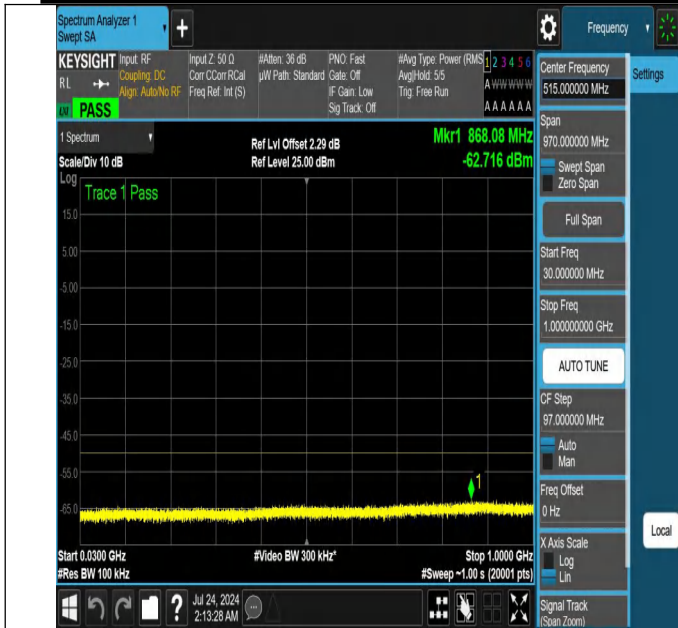 Spectrum Analyzer 1
Swept SA
+
Frequency
KEYSIGHT
RL
PASS
Input: RF
Coupling: DC
Align: Auto/No RF
Input Z: 50 Ω
Corr CCorr RCal
Freq Ref: Int (S)
#Atten: 36 dB
µW Path: Standard
PNO: Fast
Gate: Off
IF Gain: Low
Sig Track: Off
#Avg Type: Power (RMS
Avg|Hold: 5/5
Trig: Free Run
1 2 3 4 5 6
A W W W W W
A A A A A A
1 Spectrum
Scale/Div 10 dB
Log
Ref Lvl Offset 2.29 dB
Ref Level 25.00 dBm
Mkr1 868.08 MHz
-62.716 dBm
Trace 1 Pass
15.0
5.00
-5.00
-15.0
-25.0
-35.0
-45.0
-55.0
-65.0
1
Start 0.0300 GHz
#Res BW 100 kHz
#Video BW 300 kHz*
Stop 1.0000 GHz
#Sweep ~1.00 s (20001 pts)
Jul 24, 2024
2:13:28 AM
?
Center Frequency
515.000000 MHz
Span
970.000000 MHz
Swept Span
Zero Span
Full Span
Start Freq
30.000000 MHz
Stop Freq
1.000000000 GHz
AUTO TUNE
CF Step
97.000000 MHz
Auto
Man
Freq Offset
0 Hz
X Axis Scale
Log
Lin
Signal Track
(Span Zoom)
Settings
Local